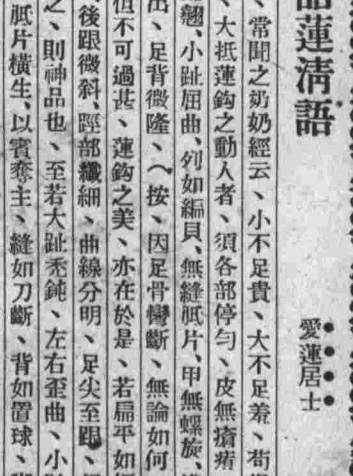 蓮淸語
愛蓮居士
、常聞之奶奶經云、小不足貴、大不足羞、苟
、大抵蓮鈎之動人者、須各部停勻、皮無瘡瘠
翹、小趾屈曲、列如編貝、無縫胝片、甲無螺旋
出、足背微隆、（按、因足骨彎斷、無論如何
但不可過甚、蓮鈎之美、亦在於是、若扁平如
後跟微斜、踁部纖細、曲線分明、足尖至跟、
之、則神品也、至若大趾禿鈍、左右歪曲、小
胝片橫生、以賓奪主、縫如刀斷、背如置球、